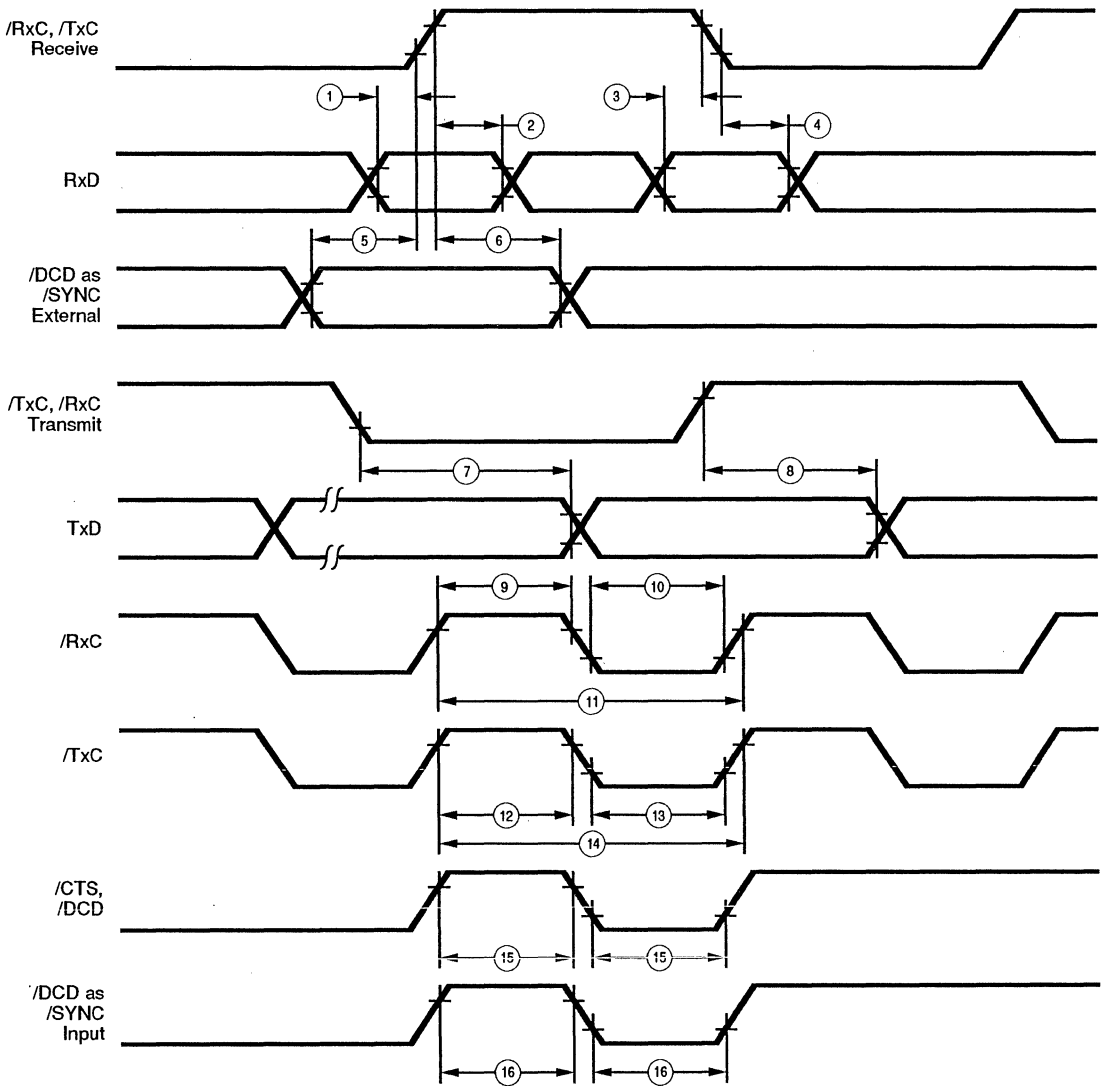 /RxC, /TxC
Receive
1
3
2
4
RxD
5
6
/DCD as
/SYNC
External
/TxC, /RxC
Transmit
7
8
TxD
9
10
/RxC
11
/TxC
12
13
14
/CTS,
/DCD
15
15
/DCD as
/SYNC
Input
16
16